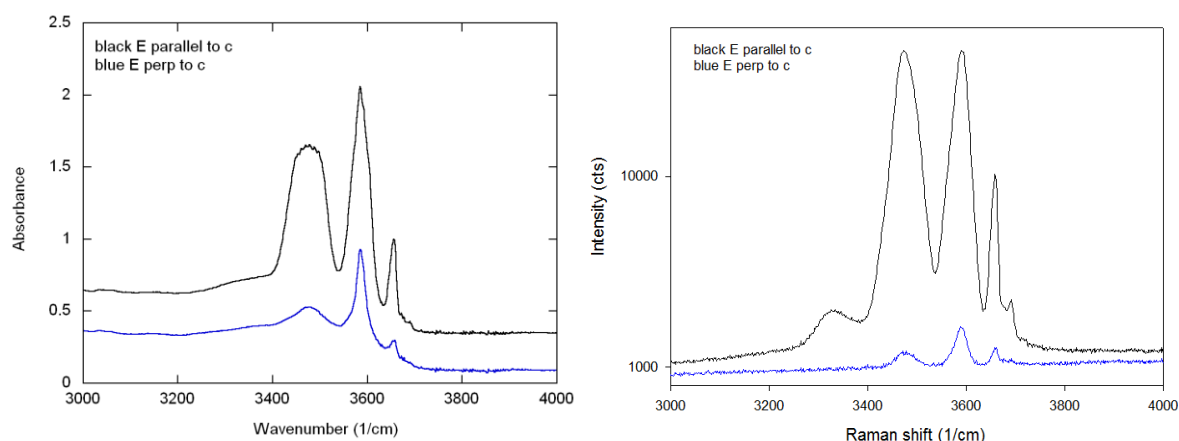 2.5
black E parallel to c
blue E perp to c
2
1.5
1
0.5
0
Absorbance
3000
3200
3400
3600
3800
4000
Wavenumber (1/cm)
black E parallel to c
blue E perp to c
10000
1000
Intensity (cts)
3000
3200
3400
3600
3800
4000
Raman shift (1/cm)